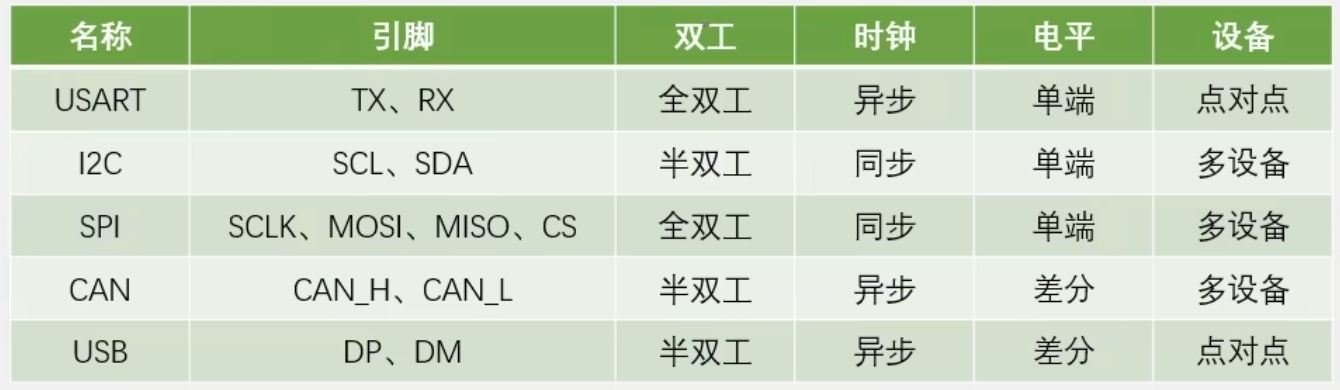 名称 引脚 双工 时钟 电平 设备
USART TX、RX 全双工 异步 单端 点对点
I2C SCL、SDA 半双工 同步 单端 多设备
SPI SCLK、MOSI、MISO、CS 全双工 同步 单端 多设备
CAN CAN_H、CAN_L 半双工 异步 差分 多设备
USB DP、DM 半双工 异步 差分 点对点